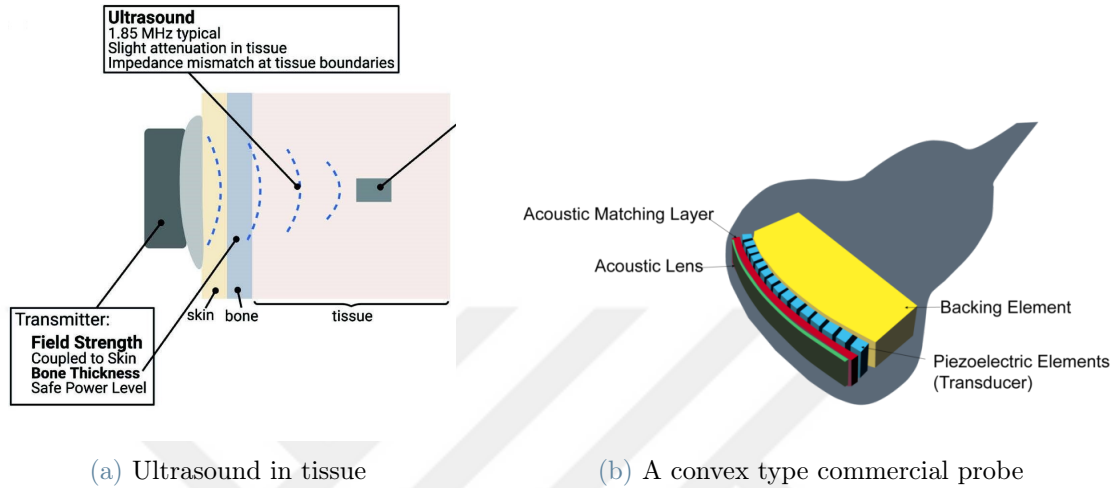 Ultrasound
1.85 MHz typical
Slight attenuation in tissue
Impedance mismatch at tissue boundaries
skin
bone
tissue
Transmitter:
Field Strength
Coupled to Skin
Bone Thickness
Safe Power Level
(a) Ultrasound in tissue
Acoustic Matching Layer
Acoustic Lens
Backing Element
Piezoelectric Elements
(Transducer)
(b) A convex type commercial probe